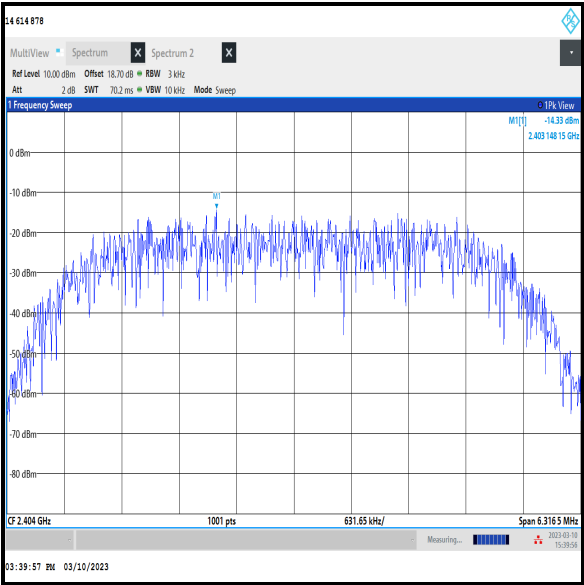 14 614 878
R S
MultiView Spectrum X Spectrum 2 X
Ref Level 10.00 dBm Offset 18.70 dB RBW 3 kHz
Att 2 dB SWT 70.2 ms VBW 10 kHz Mode Sweep
1 Frequency Sweep 1Pk View
M1[1] -14.33 dBm
2.403 148 15 GHz
0 dBm
-10 dBm
M1
-20 dBm
-30 dBm
-40 dBm
-50 dBm
-60 dBm
-70 dBm
-80 dBm
CF 2.404 GHz 1001 pts 631.65 kHz/ Span 6.316 5 MHz
Measuring... 2023-03-10
15:39:56
03:39:57 PM 03/10/2023